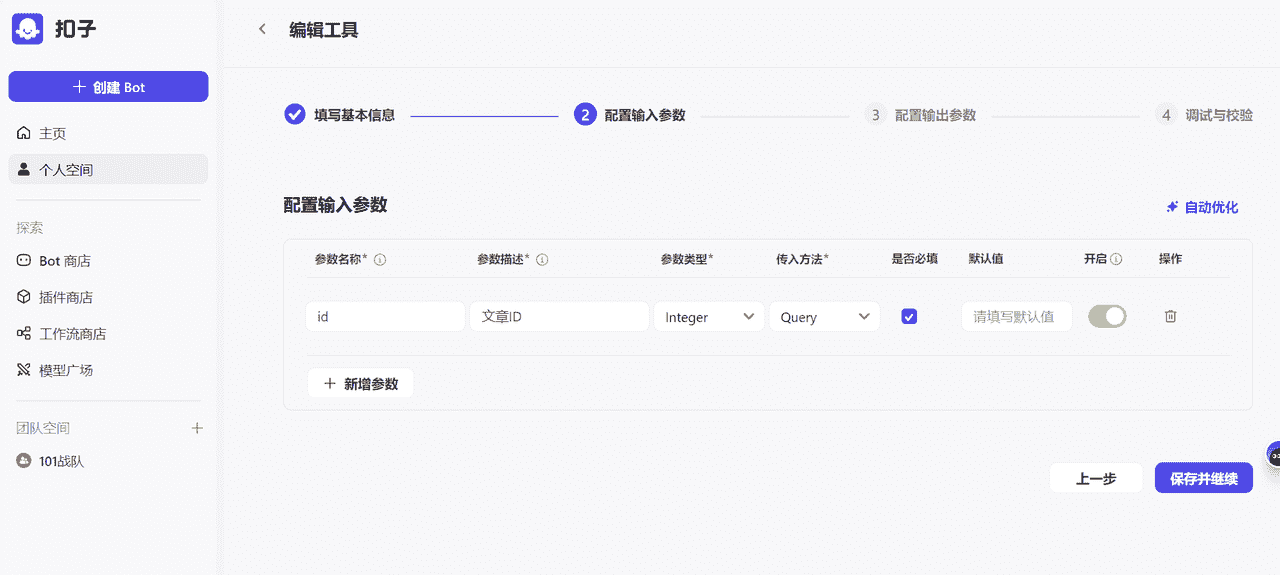 扣子
创建 Bot
主页
个人空间
探索
Bot 商店
插件商店
工作流商店
模型广场
团队空间
101战队
编辑工具
填写基本信息
2 配置输入参数
3 配置输出参数
4 调试与校验
配置输入参数
自动优化
参数名称* 参数描述* 参数类型* 传入方法* 是否必填 默认值 开启 操作
id 文章ID Integer Query 请填写默认值
新增参数
上一步 保存并继续